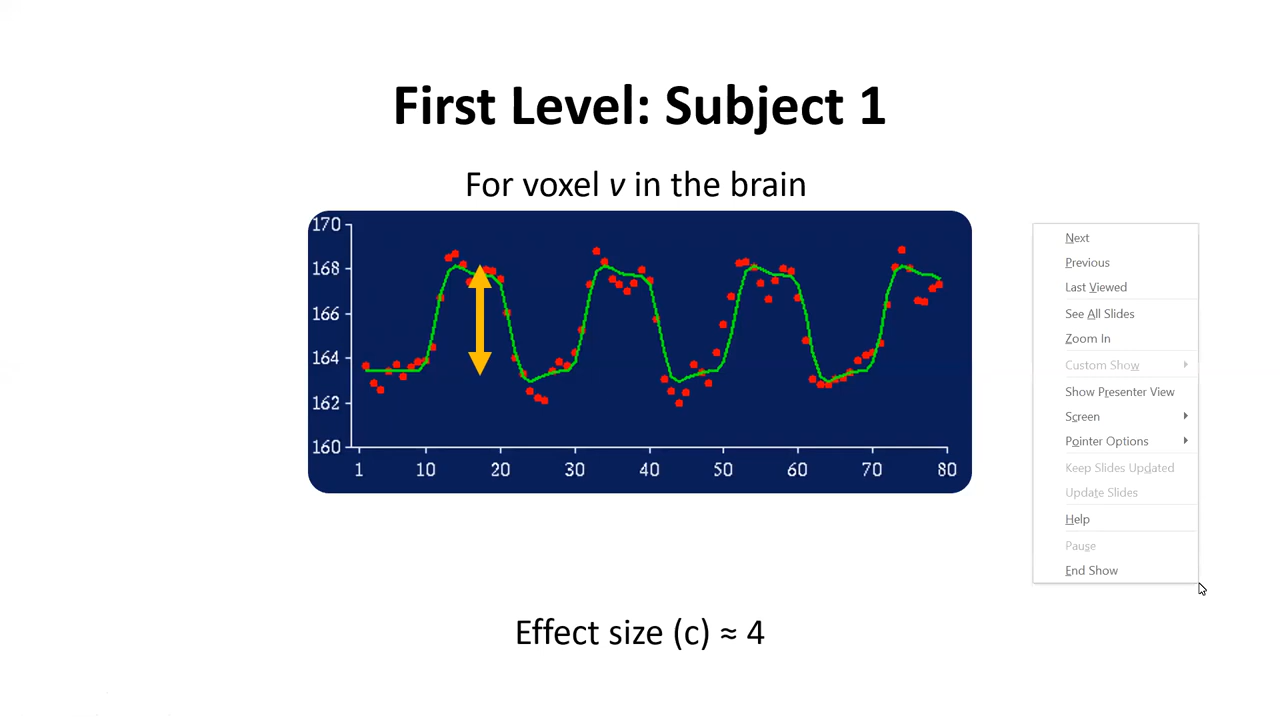 First Level: Subject 1
For voxel v in the brain
170
168
166
164
162
160
1 10 20 30 40 50 60 70 80
Effect size (c) ≈ 4
Next
Previous
Last Viewed
See All Slides
Zoom In
Custom Show
Show Presenter View
Screen
Pointer Options
Keep Slides Updated
Update Slides
Help
Pause
End Show